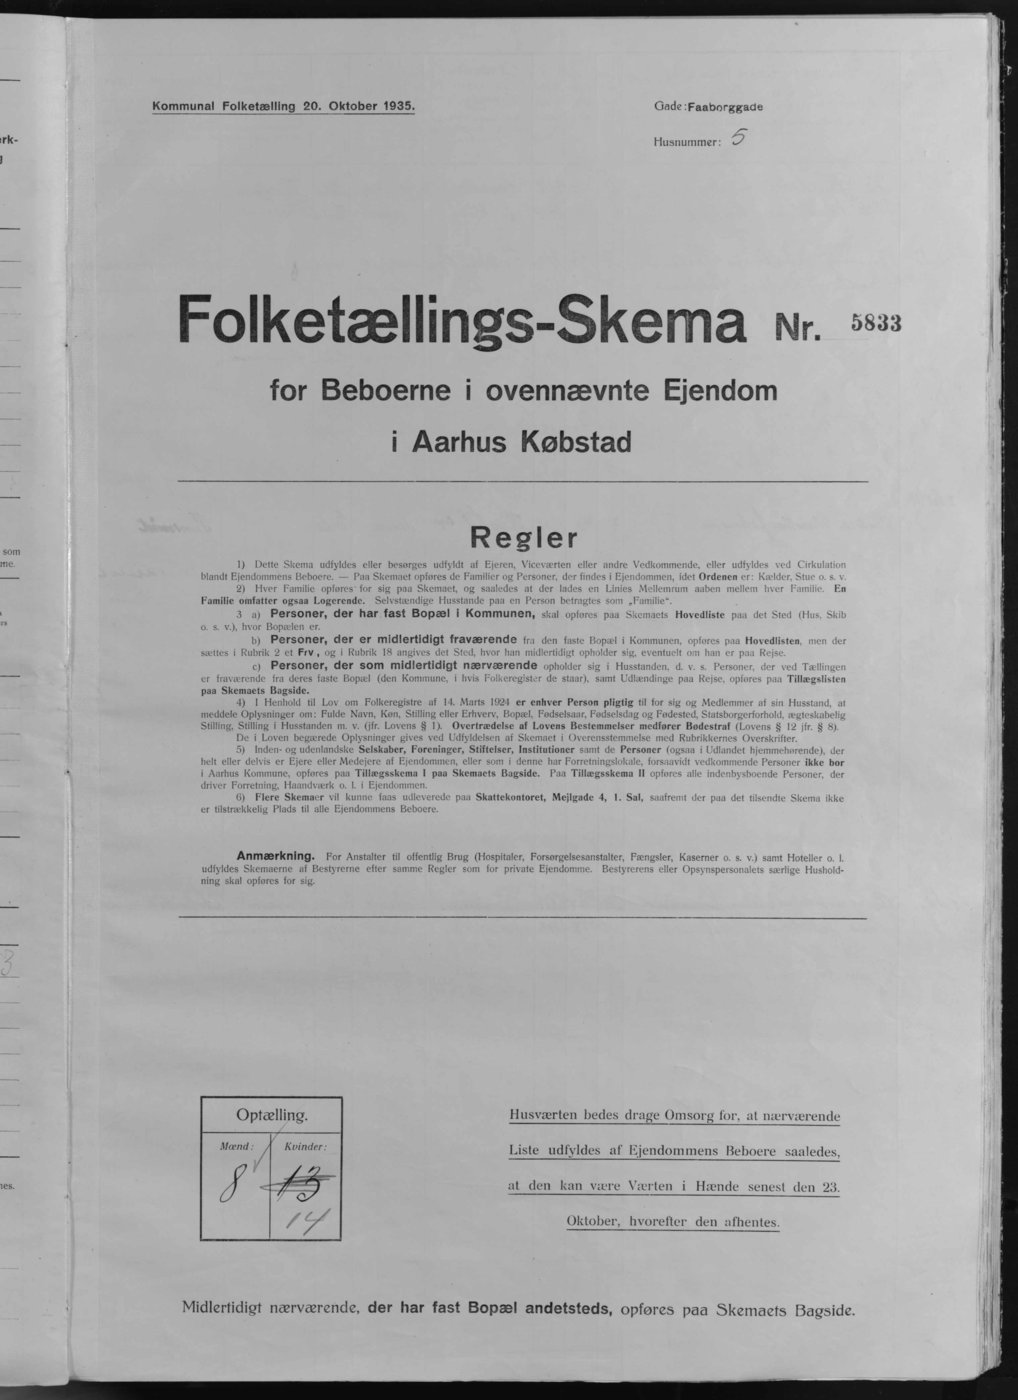 Kommunal Folketælling 20. Oktober 1935.
Gade: Faaborggade
Husnummer: 5
Folketællings-Skema Nr. 5833
for Beboerne i ovennævnte Ejendom
i Aarhus Købstad
Regler
1) Dette Skema udfyldes eller besørges udfyldt af Ejeren, Viceværten eller andre Vedkommende, eller udfyldes ved Cirkulation
blandt Ejendommens Beboere. — Paa Skemaet opføres de Familier og Personer, der findes i Ejendommen, idet Ordenen er: Kælder, Stue o. s. v.
2) Hver Familie opføres for sig paa Skemaet, og saaledes at der lades en Linies Mellemrum aaben mellem hver Familie. En
Familie omfatter ogsaa Logerende. Selvstændige Husstande paa en Person betragtes som „Familie“.
3 a) Personer, der har fast Bopæl i Kommunen, skal opføres paa Skemaets Hovedliste paa det Sted (Hus, Skib
o. s. v.), hvor Bopælen er.
b) Personer, der er midlertidigt fraværende fra den faste Bopæl i Kommunen, opføres paa Hovedlisten, men der
sættes i Rubrik 2 et Frv., og i Rubrik 18 angives det Sted, hvor han midlertidigt opholder sig, eventuelt om han er paa Rejse.
c) Personer, der som midlertidigt nærværende opholder sig i Husstanden, d. v. s. Personer, der ved Tællingen
er fraværende fra deres faste Bopæl (den Kommune, i hvis Folkeregister de staar), samt Udlændinge paa Rejse, opføres paa Tillægslisten
paa Skemaets Bagside.
4) I Henhold til Lov om Folkeregistre af 14. Marts 1924 er enhver Person pligtig til for sig og Medlemmer af sin Husstand, at
meddele Oplysninger om: Fulde Navn, Køn, Stilling eller Erhverv, Bopæl, Fødselsaar, Fødselsdag og Fødested, Statsborgerforhold, ægteskabelig
Stilling, Stilling i Husstanden m. v. (jfr. Lovens § 1). Overtrædelse af Lovens Bestemmelser medfører Bødestraf (Lovens § 12 jfr. § 8).
De i Loven begærede Oplysninger gives ved Udfyldelsen af Skemaet i Overensstemmelse med Rubrikkernes Overskrifter.
5) Inden- og udenlandske Selskaber, Foreninger, Stiftelser, Institutioner samt de Personer (ogsaa i Udlandet hjemmehørende), der
helt eller delvis er Ejere eller Medejere af Ejendommen, eller som i denne har Forretningslokale, forsaavidt vedkommende Personer ikke bor
i Aarhus Kommune, opføres paa Tillægsskema I paa Skemaets Bagside. Paa Tillægsskema II opføres alle indenbysboende Personer, der
driver Forretning, Haandværk o. l. i Ejendommen.
6) Flere Skemaer vil kunne faas udleverede paa Skattekontoret, Mejlgade 4, 1. Sal, saafremt der paa det tilsendte Skema ikke
er tilstrækkelig Plads til alle Ejendommens Beboere.
Anmærkning. For Anstalter til offentlig Brug (Hospitaler, Forsørgelsesanstalter, Fængsler, Kaserner o. s. v.) samt Hoteller o. l.
udfyldes Skemaerne af Bestyrerne efter samme Regler som for private Ejendomme. Bestyrerens eller Opsynspersonalets særlige Hushold-
ning skal opføres for sig.
Optælling.
Mænd: Kvinder:
8 13
14
Husværten bedes drage Omsorg for, at nærværende
Liste udfyldes af Ejendommens Beboere saaledes,
at den kan være Værten i Hænde senest den 23.
Oktober, hvorefter den afhentes.
Midlertidigt nærværende, der har fast Bopæl andetsteds, opføres paa Skemaets Bagside.